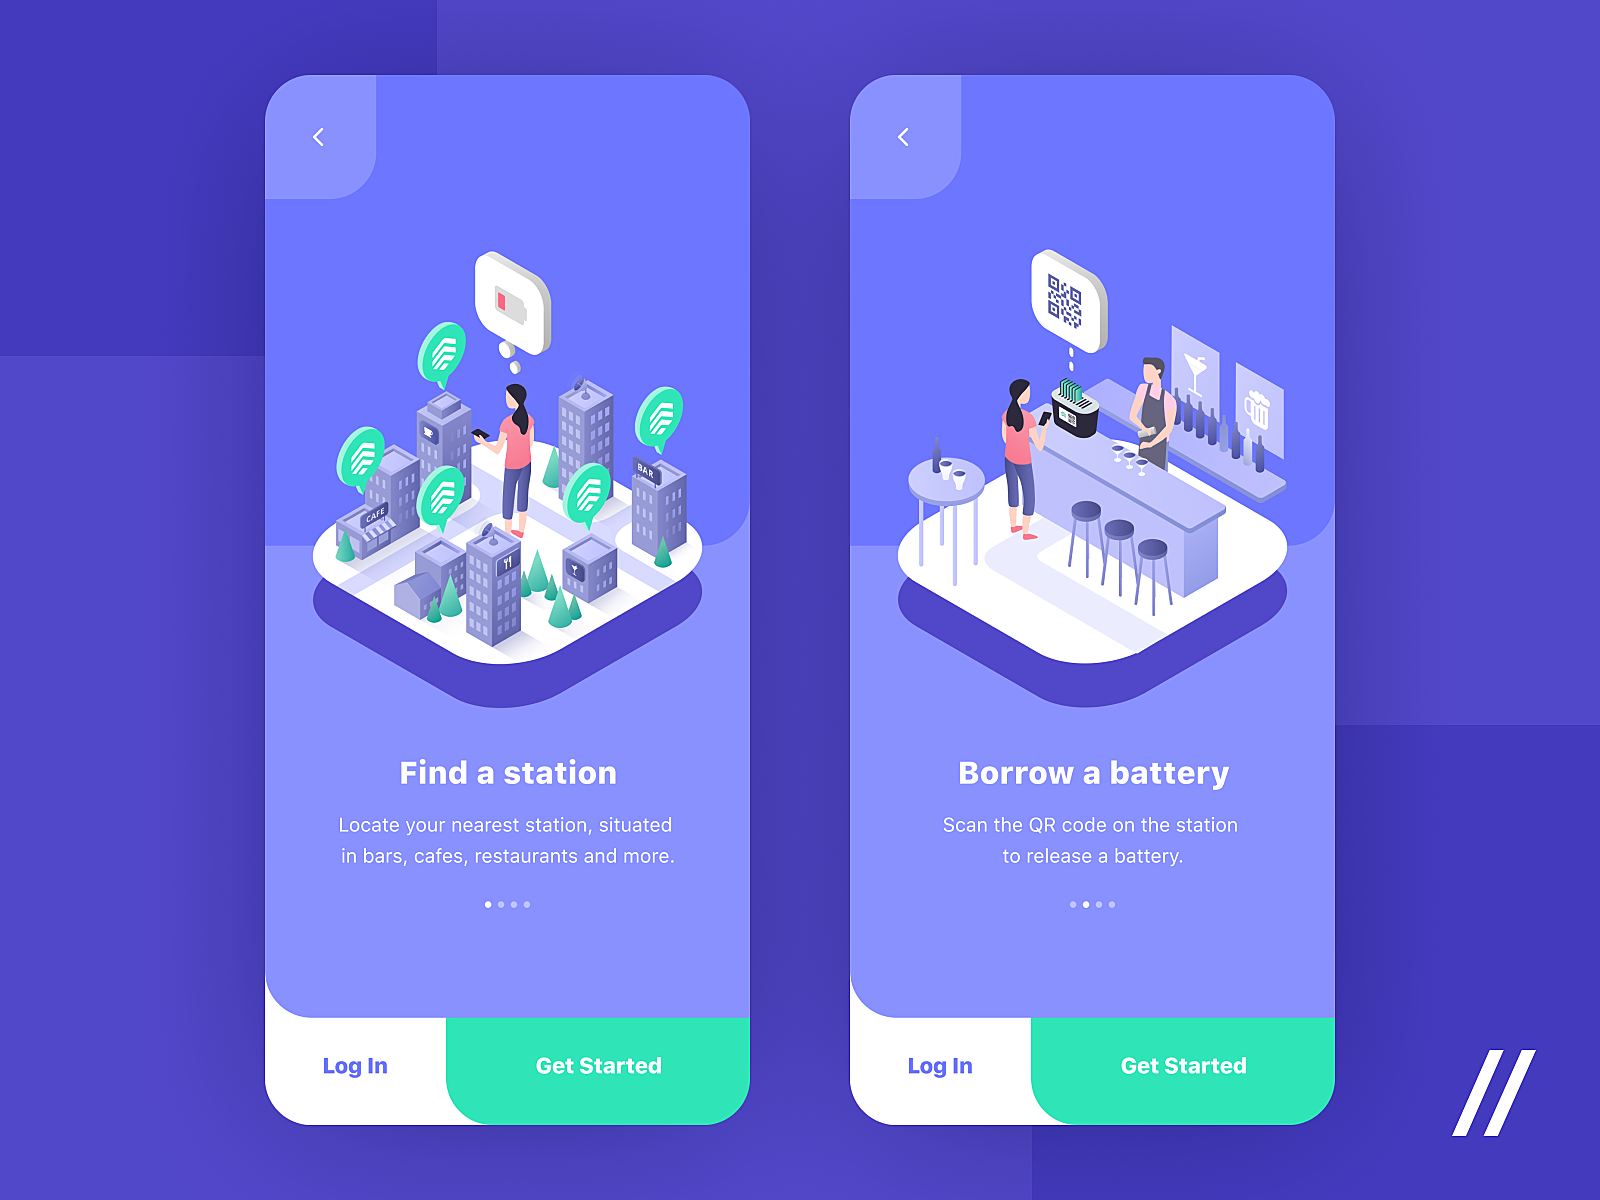 CAFE
BAR
Find a station
Locate your nearest station, situated
in bars, cafes, restaurants and more.
Log In
Get Started
Borrow a battery
Scan the QR code on the station
to release a battery.
Log In
Get Started